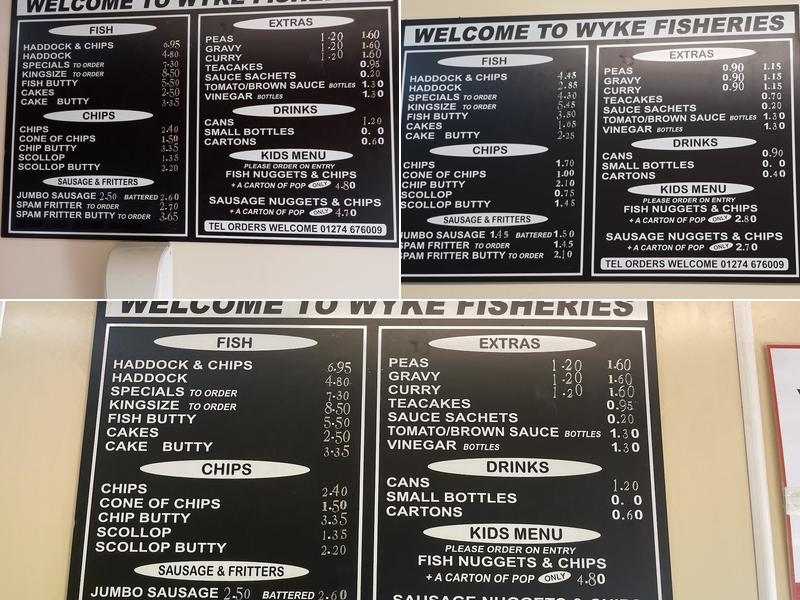 WELCOME TO WYKE FISHERIES
FISH
HADDOCK & CHIPS 6.95
HADDOCK 4.80
SPECIALS TO ORDER 7.30
KINGSIZE TO ORDER 8.50
FISH BUTTY 5.50
CAKES 2.50
CAKE BUTTY 3.35
CHIPS
CHIPS 2.40
CONE OF CHIPS 1.50
CHIP BUTTY 3.35
SCOLLOP 1.35
SCOLLOP BUTTY 2.20
SAUSAGE & FRITTERS
JUMBO SAUSAGE 2.50 BATTERED 2.60
SPAM FRITTER TO ORDER 2.70
SPAM FRITTER BUTTY TO ORDER 3.65
EXTRAS
PEAS 1.20 1.60
GRAVY 1.20 1.60
CURRY 1.20 1.60
TEACAKES 0.95
SAUCE SACHETS 0.20
TOMATO/BROWN SAUCE BOTTLES 1.30
VINEGAR BOTTLES 1.30
DRINKS
CANS 1.20
SMALL BOTTLES 0. 0
CARTONS 0.60
KIDS MENU
PLEASE ORDER ON ENTRY
FISH NUGGETS & CHIPS
+ A CARTON OF POP ONLY 4.80
SAUSAGE NUGGETS & CHIPS
+ A CARTON OF POP ONLY 4.70
TEL ORDERS WELCOME 01274 676009
WELCOME TO WYKE FISHERIES
FISH
HADDOCK & CHIPS 4.45
HADDOCK 2.85
SPECIALS TO ORDER 4.30
KINGSIZE TO ORDER 5.45
FISH BUTTY 3.80
CAKES 1.65
CAKE BUTTY 2.25
CHIPS
CHIPS 1.70
CONE OF CHIPS 1.00
CHIP BUTTY 2.10
SCOLLOP 0.75
SCOLLOP BUTTY 1.45
SAUSAGE & FRITTERS
JUMBO SAUSAGE 1.45 BATTERED 1.50
SPAM FRITTER TO ORDER 1.45
SPAM FRITTER BUTTY TO ORDER 2.10
EXTRAS
PEAS 0.90 1.15
GRAVY 0.90 1.15
CURRY 0.90 1.15
TEACAKES 0.70
SAUCE SACHETS 0.20
TOMATO/BROWN SAUCE BOTTLES 1.30
VINEGAR BOTTLES 1.30
DRINKS
CANS 0.90
SMALL BOTTLES 0. 0
CARTONS 0.40
KIDS MENU
PLEASE ORDER ON ENTRY
FISH NUGGETS & CHIPS
+ A CARTON OF POP ONLY 2.80
SAUSAGE NUGGETS & CHIPS
+ A CARTON OF POP ONLY 2.70
TEL ORDERS WELCOME 01274 676009
WELCOME TO WYKE FISHERIES
FISH
HADDOCK & CHIPS 6.95
HADDOCK 4.80
SPECIALS TO ORDER 7.30
KINGSIZE TO ORDER 8.50
FISH BUTTY 5.50
CAKES 2.50
CAKE BUTTY 3.35
CHIPS
CHIPS 2.40
CONE OF CHIPS 1.50
CHIP BUTTY 3.35
SCOLLOP 1.35
SCOLLOP BUTTY 2.20
SAUSAGE & FRITTERS
JUMBO SAUSAGE 2.50 BATTERED 2.60
EXTRAS
PEAS 1.20 1.60
GRAVY 1.20 1.60
CURRY 1.20 1.60
TEACAKES 0.95
SAUCE SACHETS 0.20
TOMATO/BROWN SAUCE BOTTLES 1.30
VINEGAR BOTTLES 1.30
DRINKS
CANS 1.20
SMALL BOTTLES 0. 0
CARTONS 0.60
KIDS MENU
PLEASE ORDER ON ENTRY
FISH NUGGETS & CHIPS
+ A CARTON OF POP ONLY 4.80
SAUSAGE NUGGETS & CHIPS